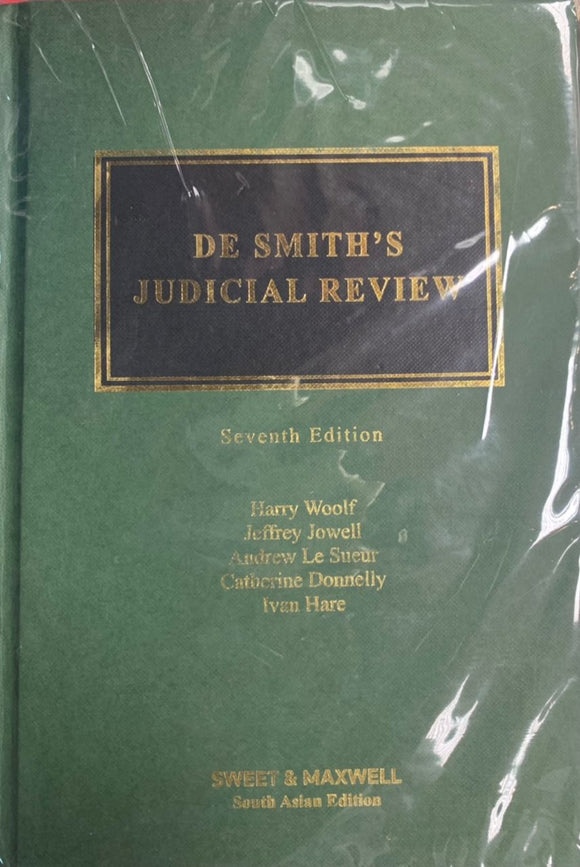 DE SMITH'S
JUDICIAL REVIEW
Seventh Edition
Harry Woolf
Jeffrey Jowell
Andrew Le Sueur
Catherine Donnelly
Ivan Hare
SWEET & MAXWELL
South Asian Edition